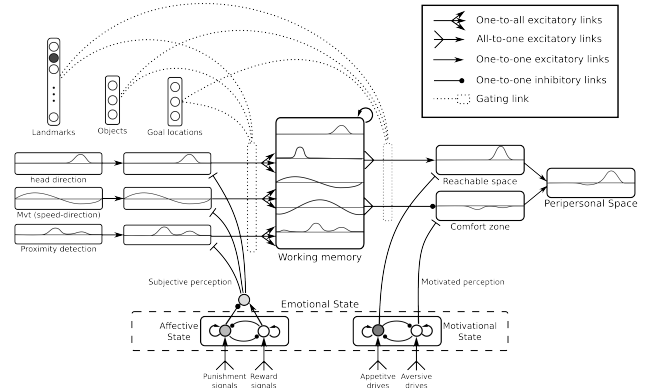 One-to-all excitatory links
All-to-one excitatory links
One-to-one excitatory links
One-to-one inhibitory links
Gating link
Landmarks
Objects
Goal locations
head direction
Mvt (speed-direction)
Proximity detection
Working memory
Reachable space
Comfort zone
Peripersonal Space
Subjective perception
Motivated perception
Emotional State
Affective
State
Motivational
State
Punishment
signals
Reward
signals
Appetitve
drives
Aversive
drives